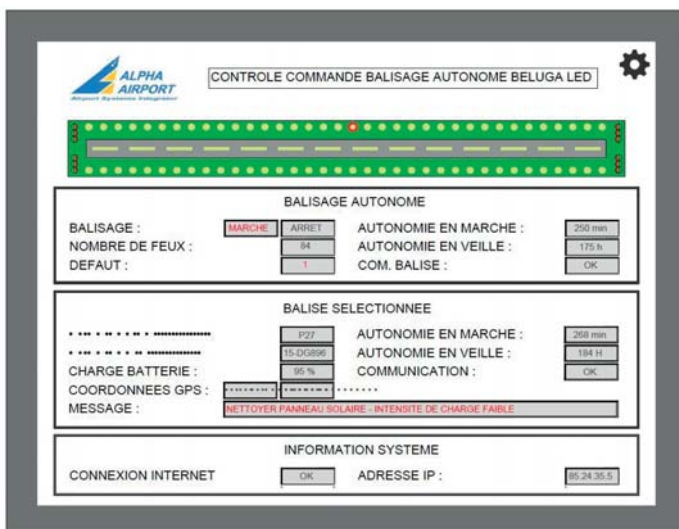 ALPHA
AIRPORT
Airport Systems Integrator
CONTROLE COMMANDE BALISAGE AUTONOME BELUGA LED
BALISAGE AUTONOME
BALISAGE : MARCHE ARRET AUTONOMIE EN MARCHE : 250 min
NOMBRE DE FEUX : 84 AUTONOMIE EN VEILLE : 175 h
DEFAUT : 1 COM. BALISE : OK
BALISE SELECTIONNEE
P27 AUTONOMIE EN MARCHE : 268 min
15-DG896 AUTONOMIE EN VEILLE : 184 H
CHARGE BATTERIE : 95 % COMMUNICATION : OK
COORDONNEES GPS :
MESSAGE : NETTOYER PANNEAU SOLAIRE - INTENSITE DE CHARGE FAIBLE
INFORMATION SYSTEME
CONNEXION INTERNET OK ADRESSE IP : 85.24.35.5